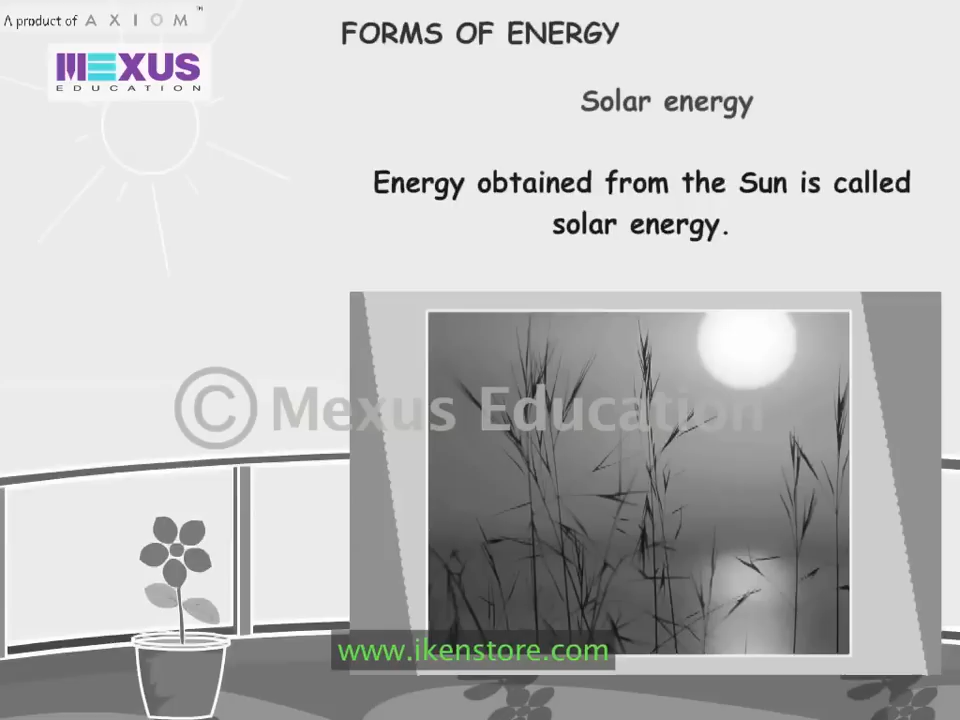 A product of A X I O M ™
MEXUS
EDUCATION
FORMS OF ENERGY
Solar energy
Energy obtained from the Sun is called
solar energy.
© Mexus Education
www.ikenstore.com